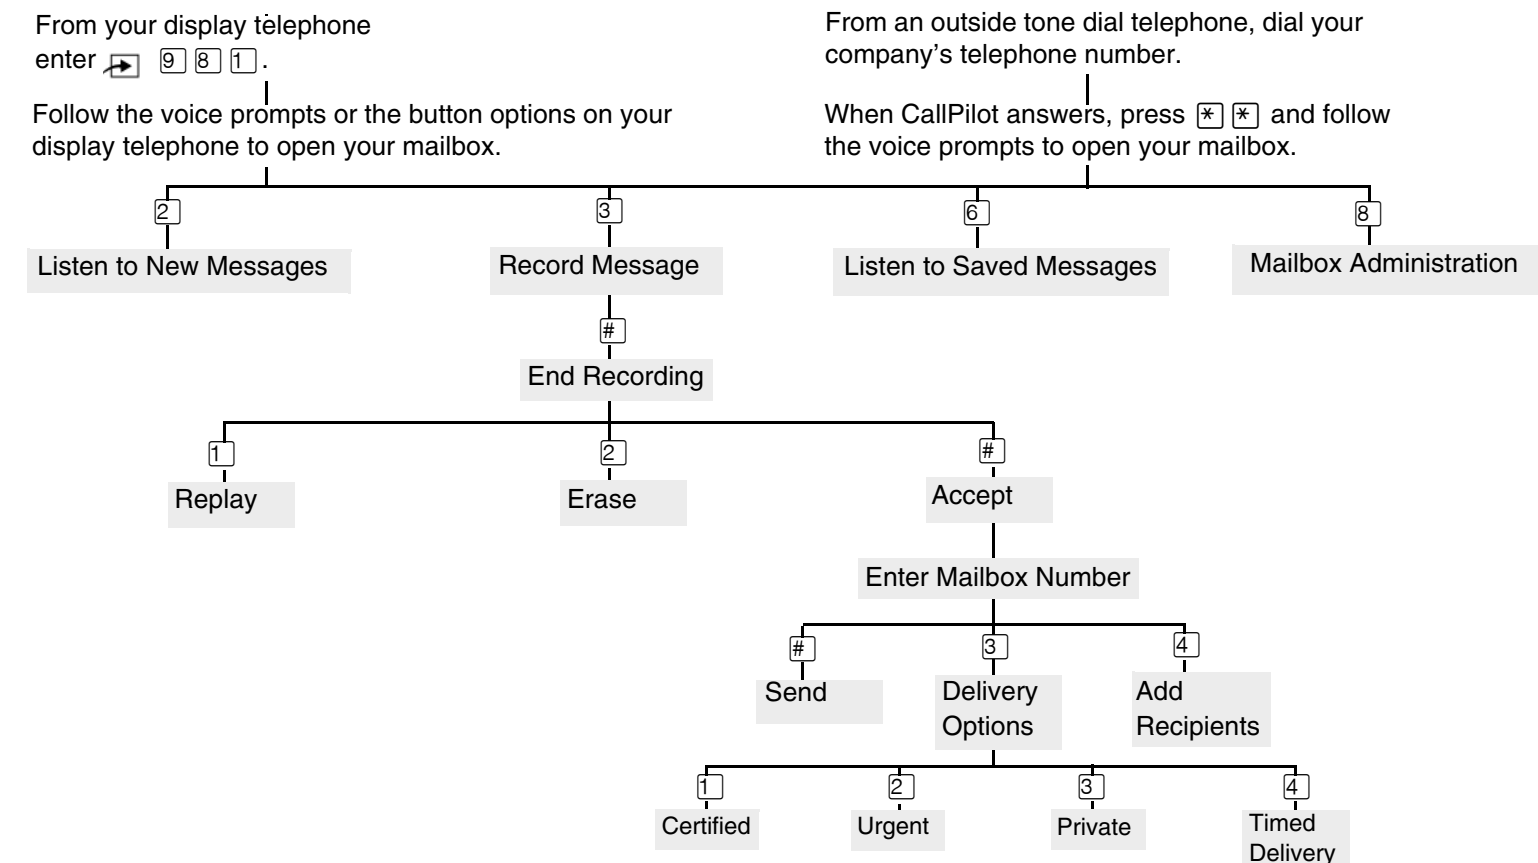 From your display telephone
enter 9 8 1 .
From an outside tone dial telephone, dial your
company's telephone number.
Follow the voice prompts or the button options on your
display telephone to open your mailbox.
When CallPilot answers, press * * and follow
the voice prompts to open your mailbox.
2
3
6
8
Listen to New Messages
Record Message
Listen to Saved Messages
Mailbox Administration
#
End Recording
1
2
#
Replay
Erase
Accept
Enter Mailbox Number
#
3
4
Send
Delivery
Options
Add
Recipients
1
2
3
4
Certified
Urgent
Private
Timed
Delivery